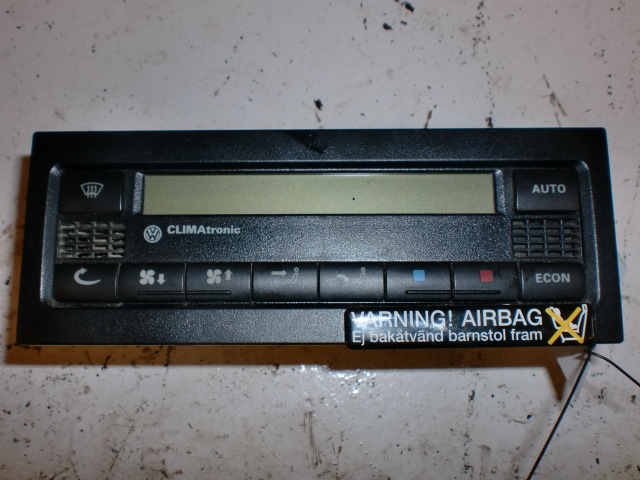 AUTO
CLIMAtronic
ECON
VARNING! AIRBAG
Ej bakåtvänd barnstol fram